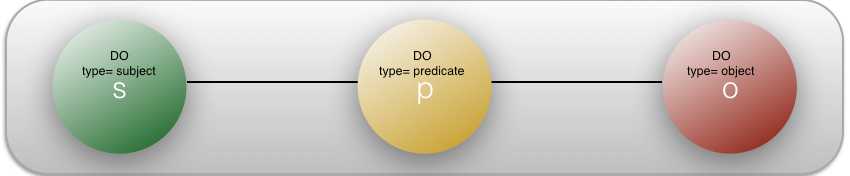 DO
type= subject
s
DO
type= predicate
p
DO
type= object
o